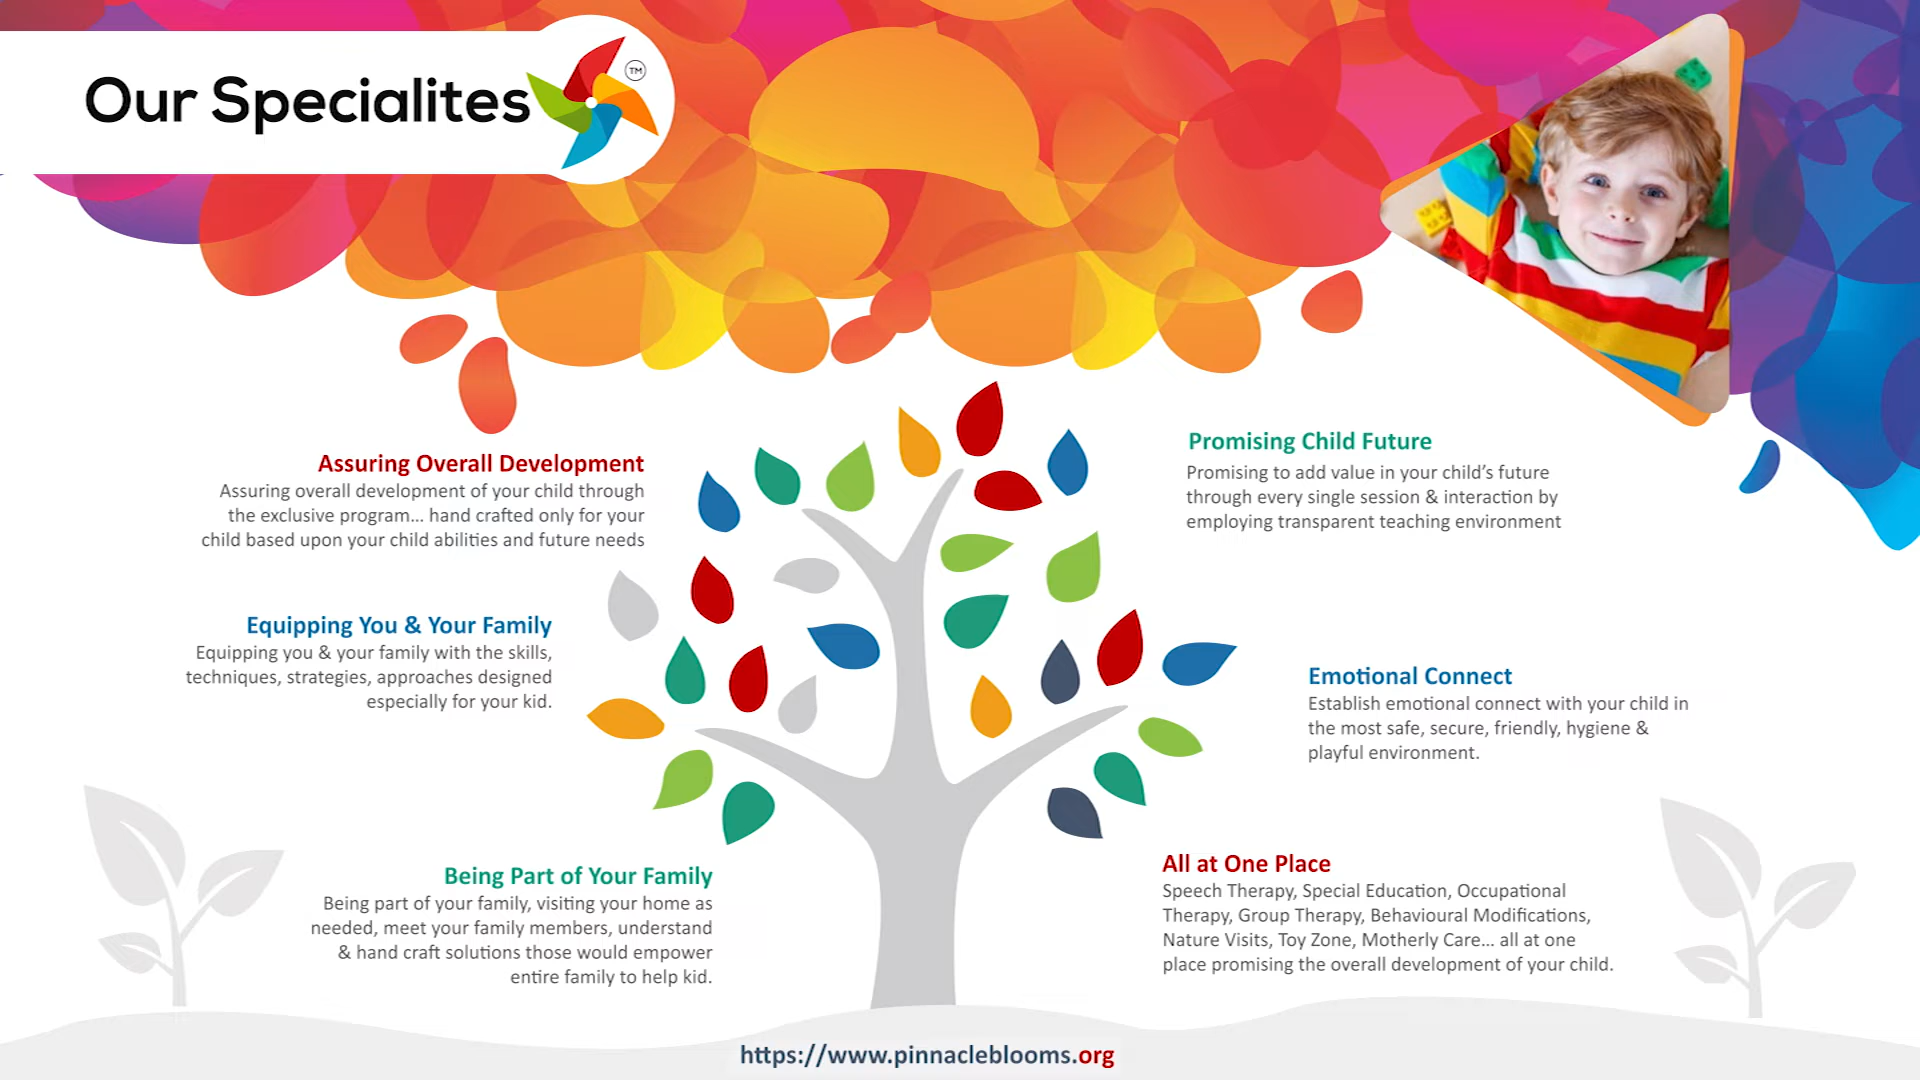 Our Specialites
TM
Assuring Overall Development
Assuring overall development of your child through
the exclusive program... hand crafted only for your
child based upon your child abilities and future needs
Equipping You & Your Family
Equipping you & your family with the skills,
techniques, strategies, approaches designed
especially for your kid.
Being Part of Your Family
Being part of your family, visiting your home as
needed, meet your family members, understand
& hand craft solutions those would empower
entire family to help kid.
Promising Child Future
Promising to add value in your child’s future
through every single session & interaction by
employing transparent teaching environment
Emotional Connect
Establish emotional connect with your child in
the most safe, secure, friendly, hygiene &
playful environment.
All at One Place
Speech Therapy, Special Education, Occupational
Therapy, Group Therapy, Behavioural Modifications,
Nature Visits, Toy Zone, Motherly Care... all at one
place promising the overall development of your child.
https://www.pinnacleblooms.org